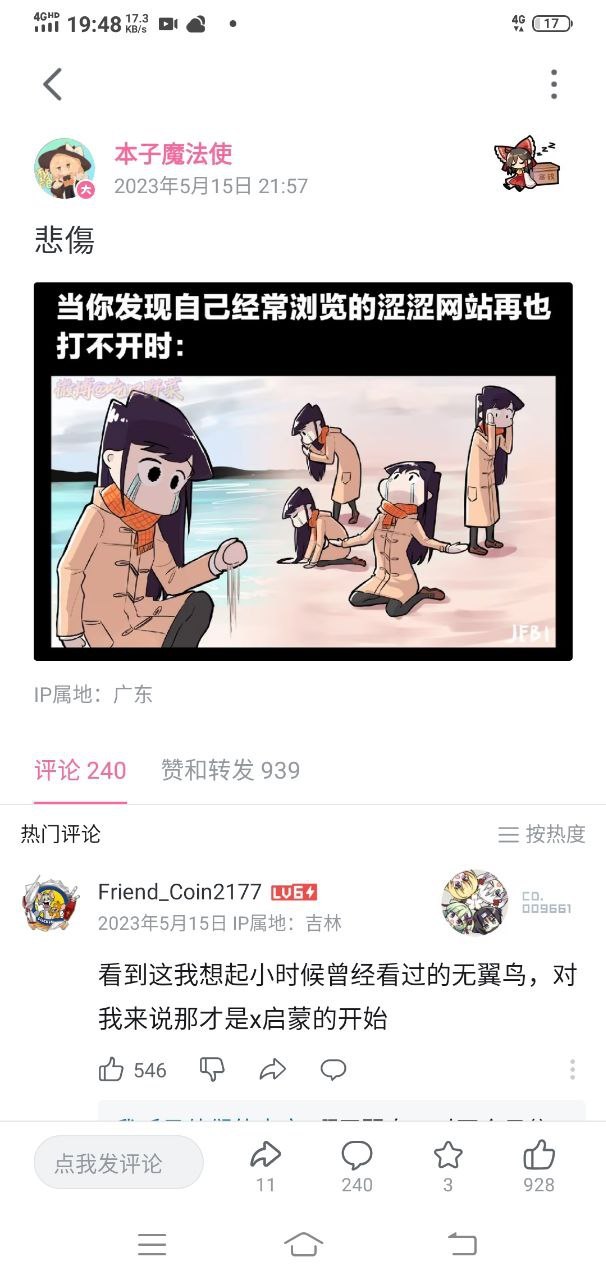 4GHD 19:48 17.3 KB/s 4G 17
本子魔法使
大
2023年5月15日 21:57
悲傷
当你发现自己经常浏览的涩涩网站再也
打不开时：
JFBI
IP属地：广东
评论 240 赞和转发 939
热门评论 按热度
Friend_Coin2177 LV6
CO.
009661
2023年5月15日 IP属地：吉林
看到这我想起小时候曾经看过的无翼鸟，对
我来说那才是x启蒙的开始
546
点我发评论
11 240 3 928